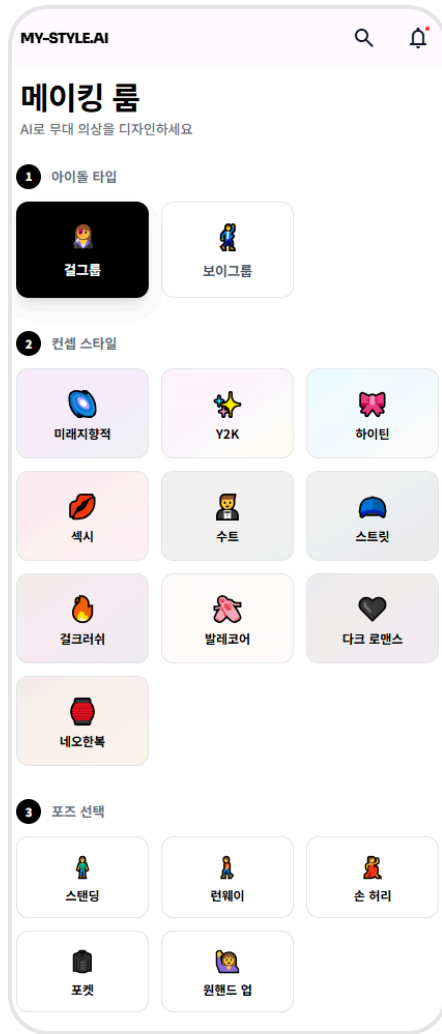 MY-STYLE.AI
메이킹 룸
AI로 무대 의상을 디자인하세요
1 아이돌 타입
걸그룹
보이그룹
2 컨셉 스타일
미래지향적
Y2K
하이틴
섹시
수트
스트릿
걸크러쉬
발레코어
다크 로맨스
네오한복
3 포즈 선택
스탠딩
런웨이
손 허리
포켓
원핸드 업